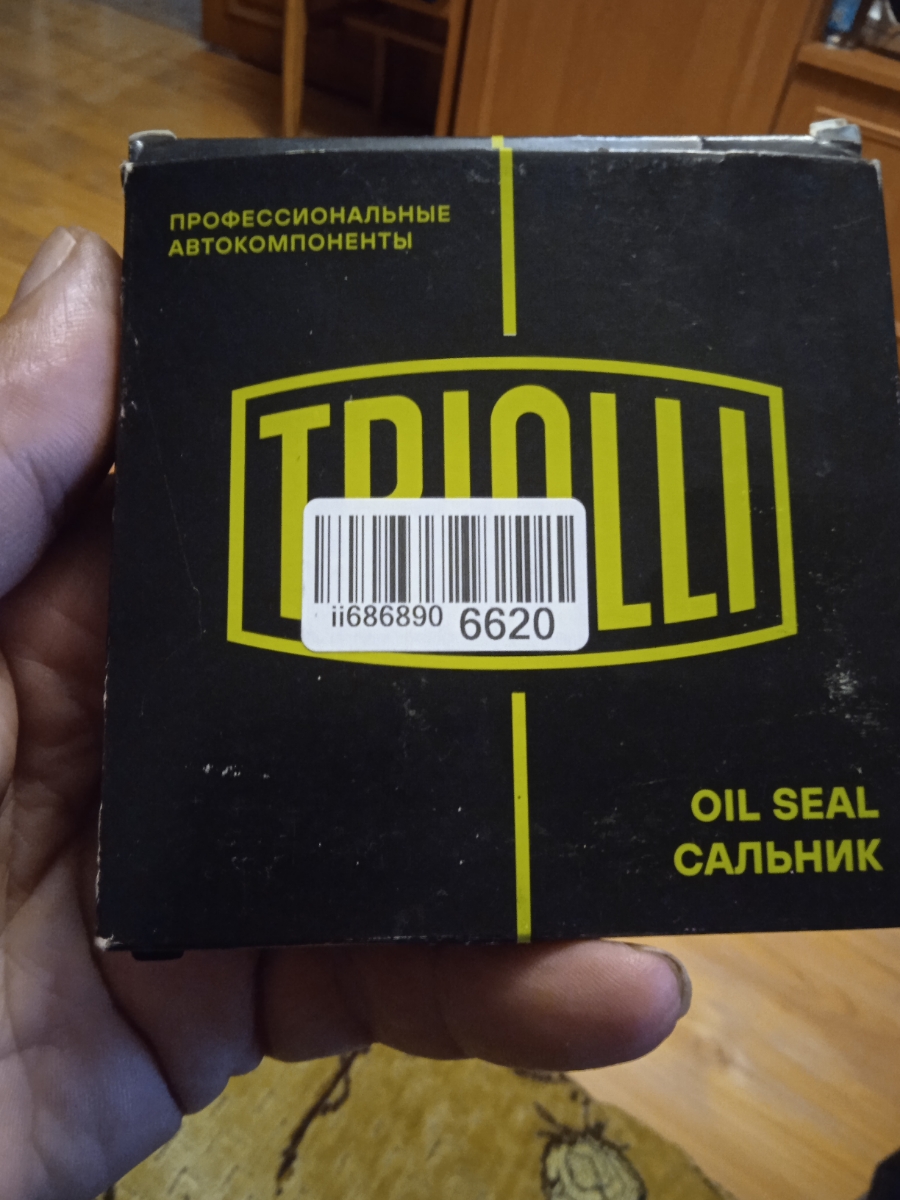 ПРОФЕССИОНАЛЬНЫЕ
АВТОКОМПОНЕНТЫ
TRIOLLI
ii686890 6620
OIL SEAL
САЛЬНИК